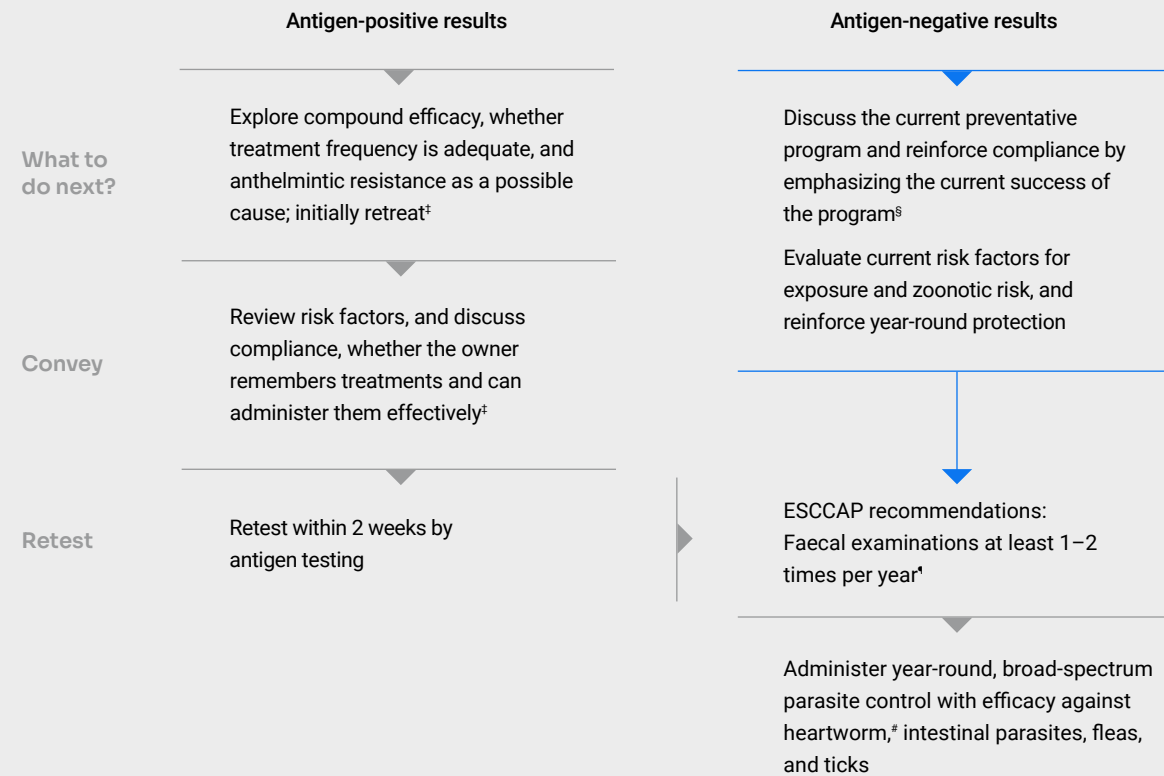 Antigen-positive results
Antigen-negative results
What to
do next?
Explore compound efficacy, whether
treatment frequency is adequate, and
anthelmintic resistance as a possible
cause; initially retreat‡
Discuss the current preventative
program and reinforce compliance by
emphasizing the current success of
the program§
Evaluate current risk factors for
exposure and zoonotic risk, and
reinforce year-round protection
Convey
Review risk factors, and discuss
compliance, whether the owner
remembers treatments and can
administer them effectively‡
Retest
Retest within 2 weeks by
antigen testing
ESCCAP recommendations:
Faecal examinations at least 1–2
times per year¶
Administer year-round, broad-spectrum
parasite control with efficacy against
heartworm,# intestinal parasites, fleas,
and ticks